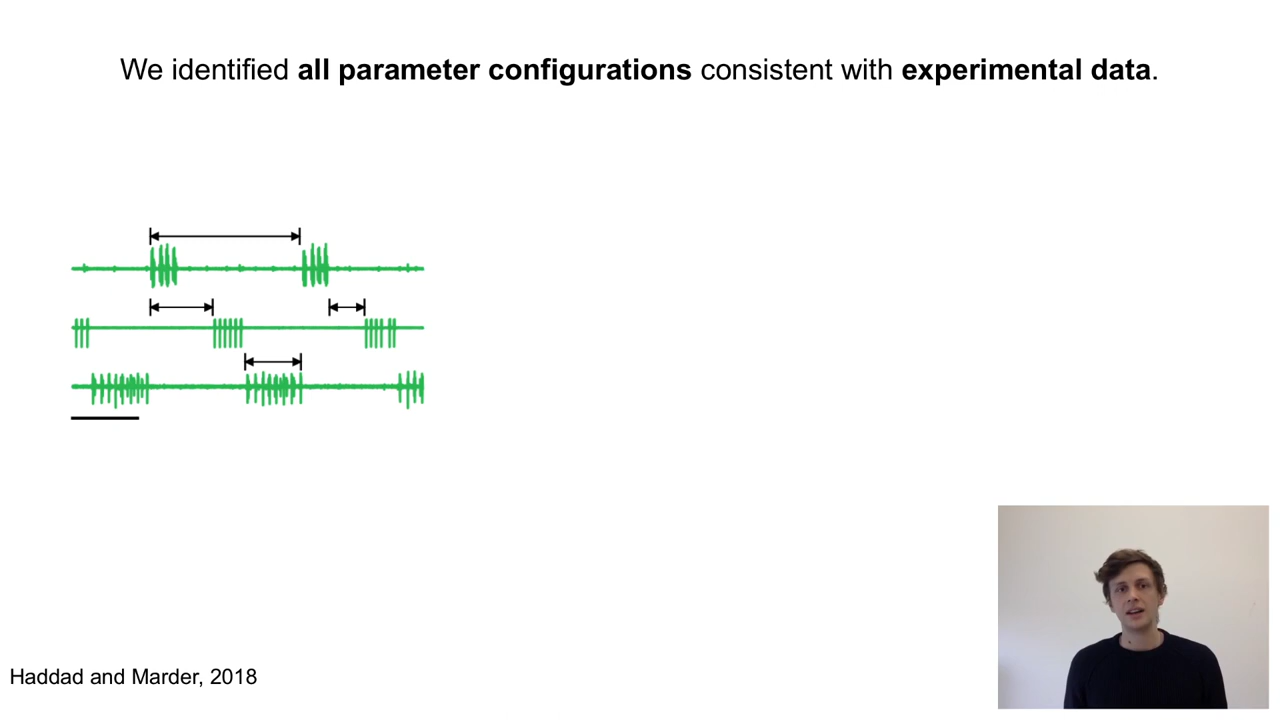 We identified all parameter configurations consistent with experimental data.
Haddad and Marder, 2018